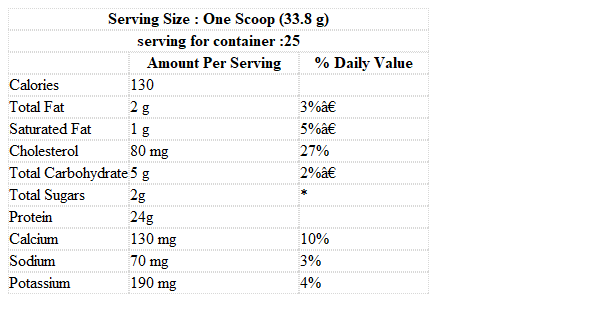 Serving Size : One Scoop (33.8 g)
serving for container :25
Amount Per Serving % Daily Value
Calories 130
Total Fat 2 g 3%â€
Saturated Fat 1 g 5%â€
Cholesterol 80 mg 27%
Total Carbohydrate 5 g 2%â€
Total Sugars 2g *
Protein 24g
Calcium 130 mg 10%
Sodium 70 mg 3%
Potassium 190 mg 4%